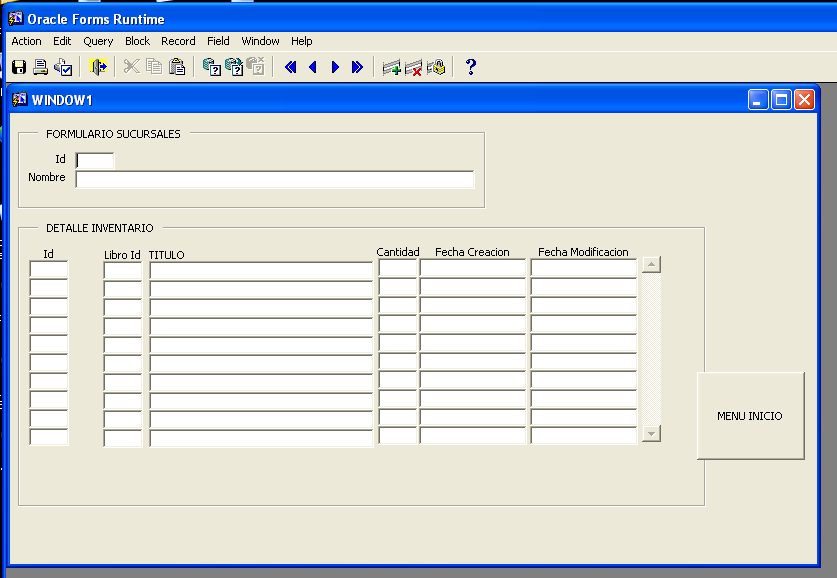 Oracle Forms Runtime
Action Edit Query Block Record Field Window Help
?
WINDOW1
FORMULARIO SUCURSALES
Id
Nombre
DETALLE INVENTARIO
Id Libro Id TITULO Cantidad Fecha Creacion Fecha Modificacion
MENU INICIO